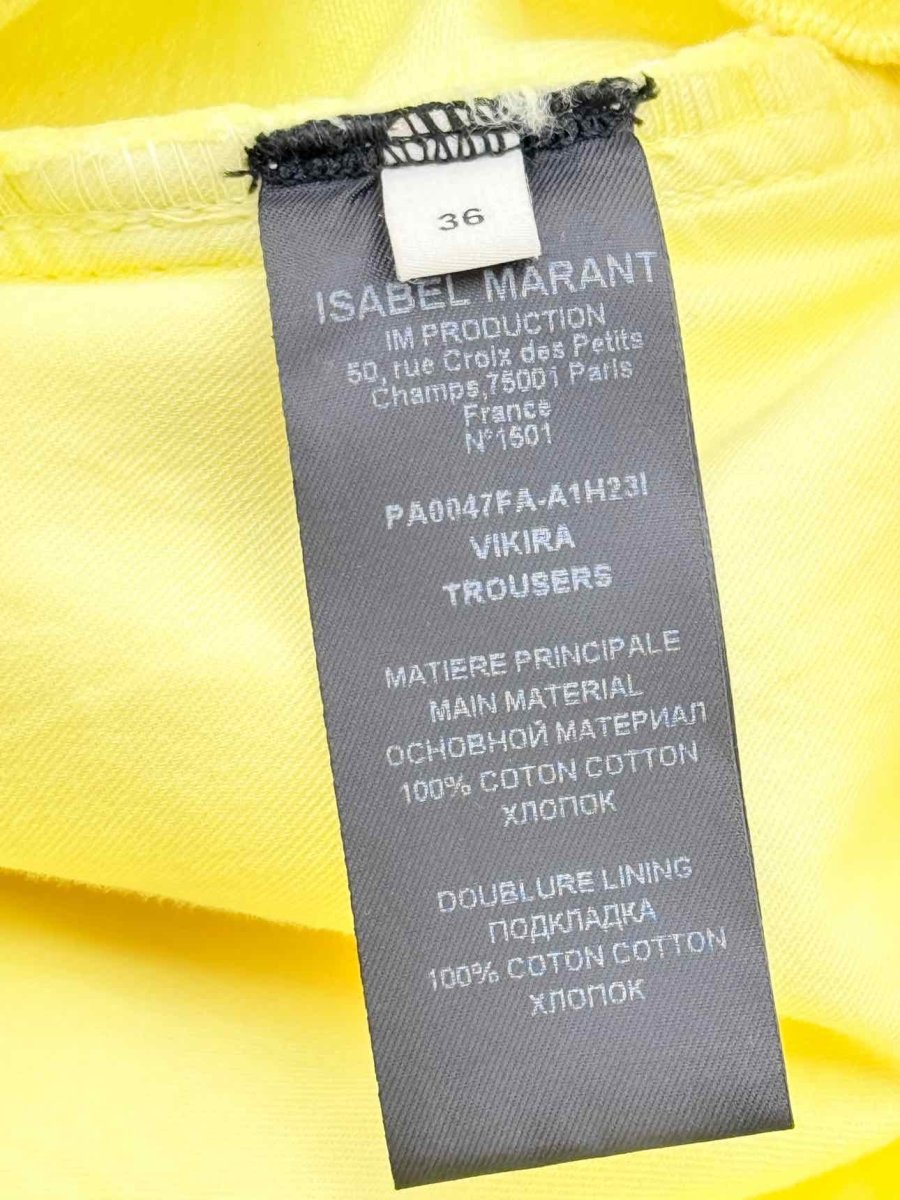 36
ISABEL MARANT
IM PRODUCTION
50, rue Croix des Petits
Champs,75001 Paris
France
N°1501
PA0047FA-A1H23I
VIKIRA
TROUSERS
MATIERE PRINCIPALE
MAIN MATERIAL
ОСНОВНОЙ МАТЕРИАЛ
100% COTON COTTON
ХЛОПОК
DOUBLURE LINING
ПОДКЛАДКА
100% COTON COTTON
ХЛОПОК